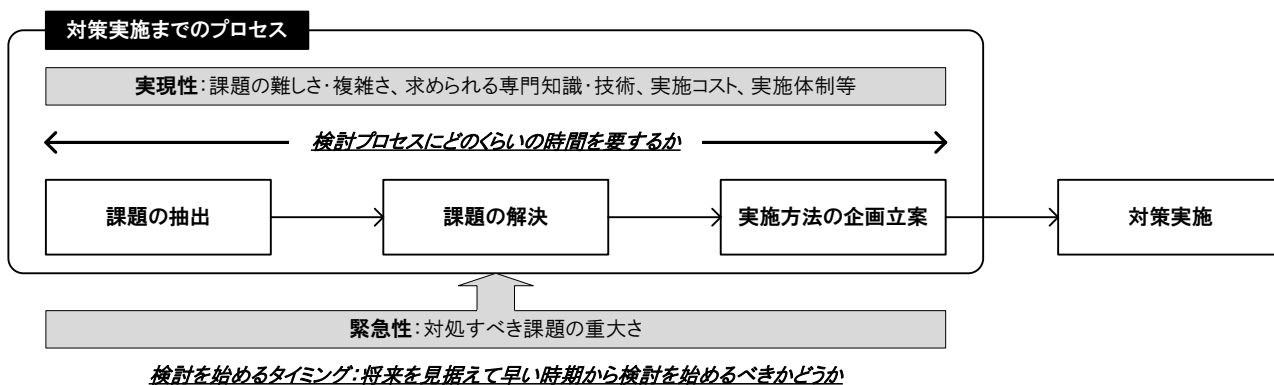 対策実施までのプロセス
実現性:課題の難しさ・複雑さ、求められる専門知識・技術、実施コスト、実施体制等
検討プロセスにどのくらいの時間を要するか
課題の抽出
課題の解決
実施方法の企画立案
対策実施
緊急性:対処すべき課題の重大さ
検討を始めるタイミング:将来を見据えて早い時期から検討を始めるべきかどうか